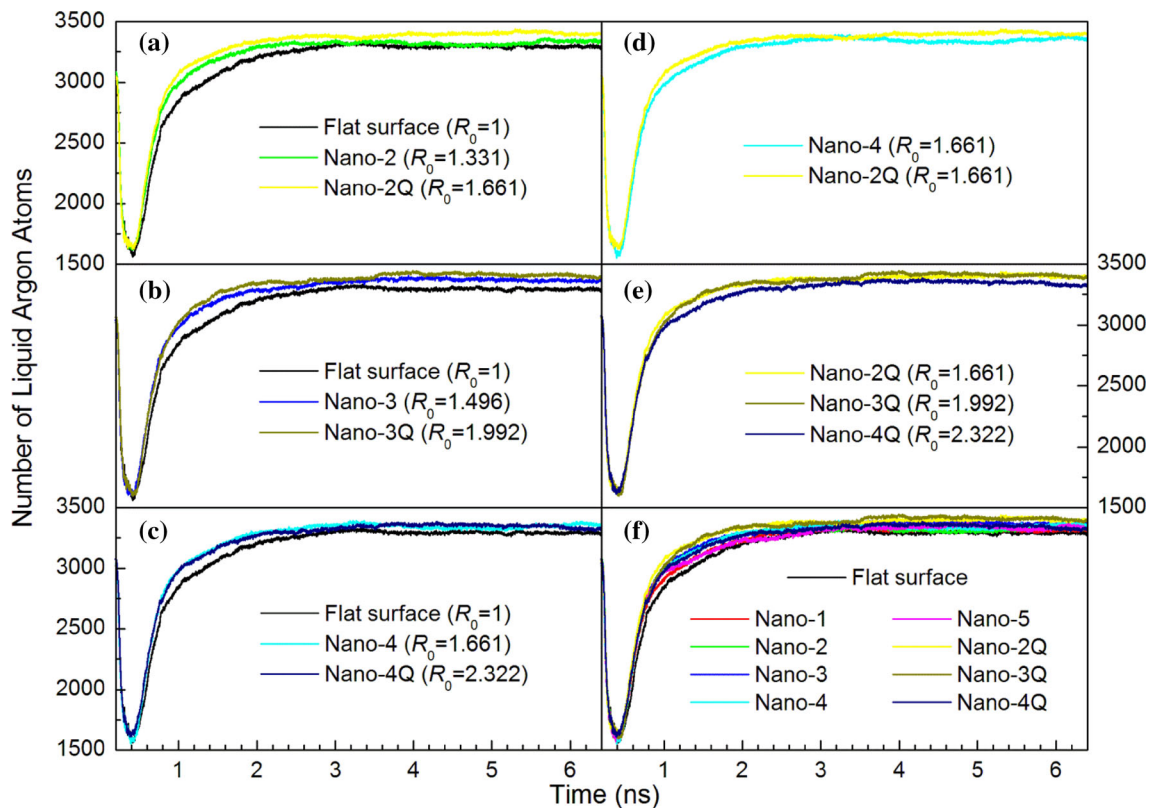 Number of Liquid Argon Atoms
3500
3000
2500
2000
1500
(a)
Flat surface (R0=1)
Nano-2 (R0=1.331)
Nano-2Q (R0=1.661)
(d)
Nano-4 (R0=1.661)
Nano-2Q (R0=1.661)
3000
2500
2000
3500
(b)
Flat surface (R0=1)
Nano-3 (R0=1.496)
Nano-3Q (R0=1.992)
(e)
Nano-2Q (R0=1.661)
Nano-3Q (R0=1.992)
Nano-4Q (R0=2.322)
3500
3000
2500
2000
1500
3000
2500
2000
1500
(c)
Flat surface (R0=1)
Nano-4 (R0=1.661)
Nano-4Q (R0=2.322)
(f)
Flat surface
Nano-1
Nano-2
Nano-3
Nano-4
Nano-5
Nano-2Q
Nano-3Q
Nano-4Q
1 2 3 4 5 6 1 2 3 4 5 6
Time (ns)